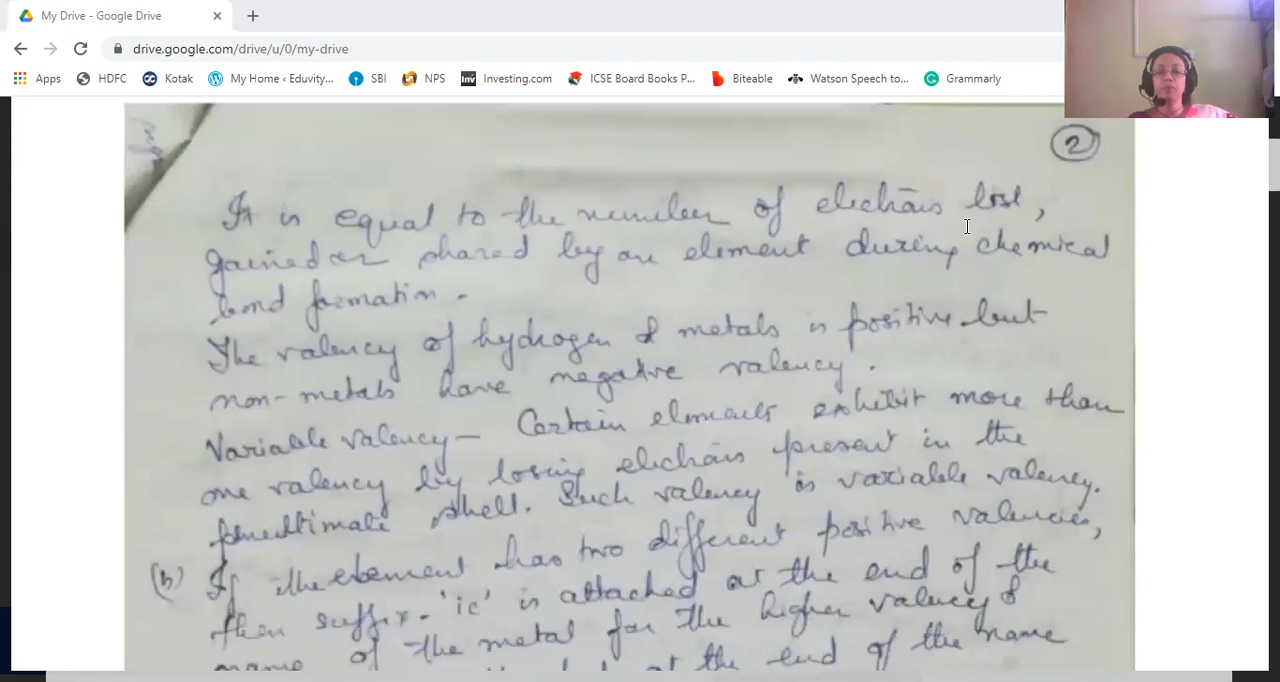 My Drive - Google Drive
drive.google.com/drive/u/0/my-drive
Apps HDFC Kotak My Home ‹ Eduvity... SBI NPS Inv Investing.com ICSE Board Books P... Biteable Watson Speech to... Grammarly
2
It is equal to the number of electrons lost,
gained or shared by an element during chemical
bond formation.
The valency of hydrogen & metals is positive but
non-metals have negative valency.
Variable Valency – Certain elements exhibit more than
one valency by losing electrons present in the
penultimate shell. Such valency is variable valency.
(b) If the element has two different positive valencies,
then suffix - 'ic' is attached at the end of the
name of the metal for the higher valency &
at the end of the name